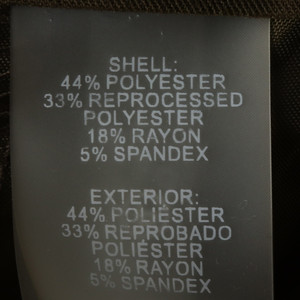 SHELL:
44% POLYESTER
33% REPROCESSED
POLYESTER
18% RAYON
5% SPANDEX
EXTERIOR:
44% POLIÉSTER
33% REPROBADO
POLIÉSTER
18% RAYON
5% SPANDEX